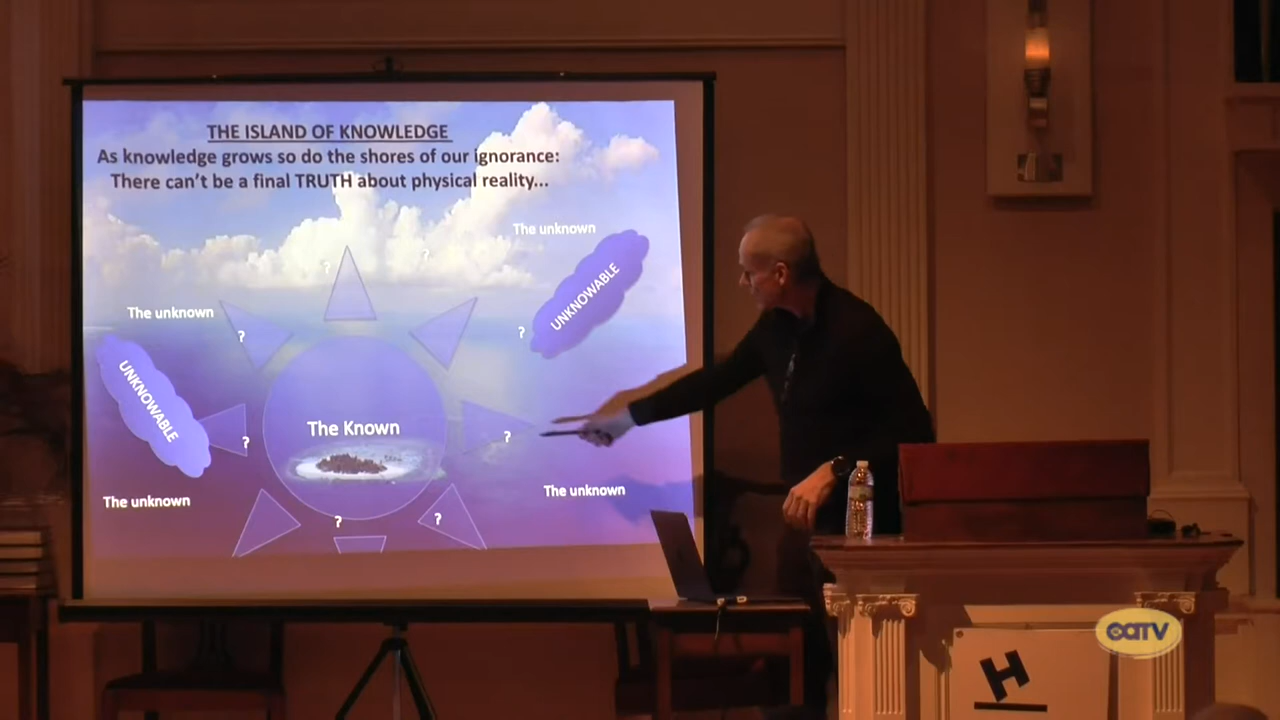 THE ISLAND OF KNOWLEDGE
As knowledge grows so do the shores of our ignorance:
There can't be a final TRUTH about physical reality...
The unknown
?
?
UNKNOWABLE
The unknown
?
?
UNKNOWABLE
The Known
?
?
The unknown
The unknown
?
?
CATV
H